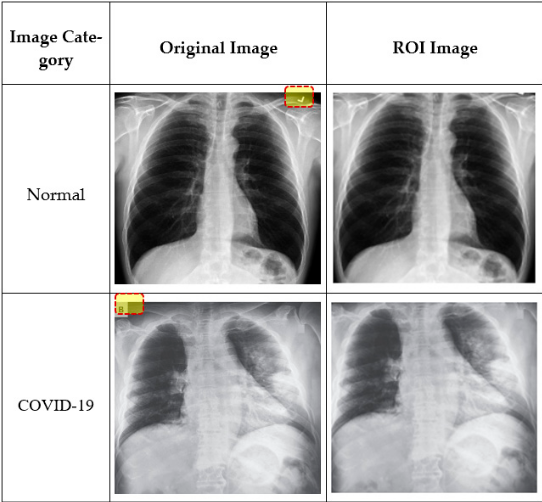 Image Cate-
gory
Original Image
ROI Image
Normal
COVID-19